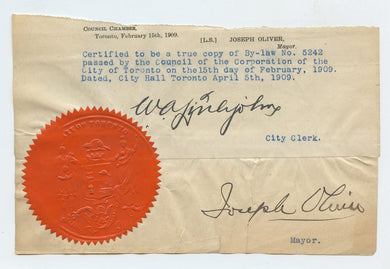 COUNCIL CHAMBER,
Toronto, February 15th, 1909.
[L.S.] JOSEPH OLIVER,
Mayor.
Certified to be a true copy of By-law No. 5242
passed by the Council of the Corporation of the
City of Toronto on the15th day of February, 1909.
Dated, City Hall Toronto April 5th, 1909.
W A Littlejohn
City Clerk.
Joseph Oliver
Mayor.